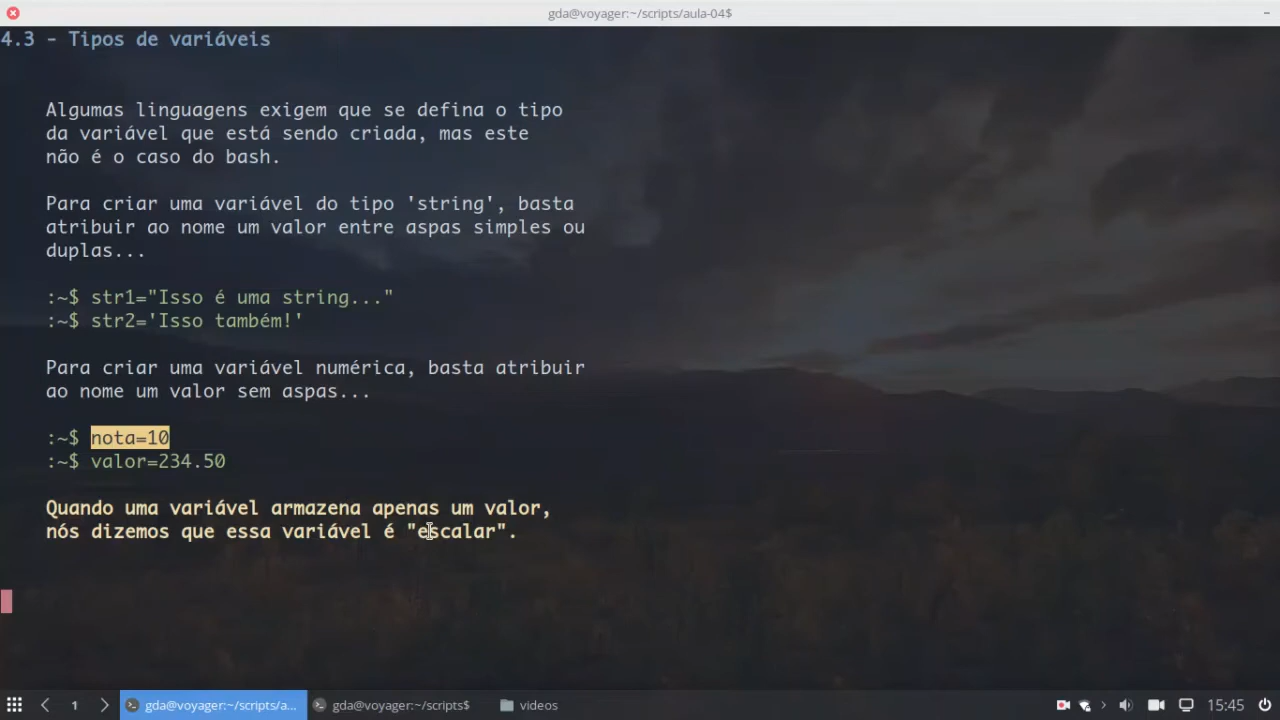 gda@voyager:~/scripts/aula-04$
4.3 - Tipos de variáveis
Algumas linguagens exigem que se defina o tipo
da variável que está sendo criada, mas este
não é o caso do bash.
Para criar uma variável do tipo 'string', basta
atribuir ao nome um valor entre aspas simples ou
duplas...
:~$ str1="Isso é uma string..."
:~$ str2='Isso também!'
Para criar uma variável numérica, basta atribuir
ao nome um valor sem aspas...
:~$ nota=10
:~$ valor=234.50
Quando uma variável armazena apenas um valor,
nós dizemos que essa variável é "escalar".
1
gda@voyager:~/scripts/a...
gda@voyager:~/scripts$
videos
15:45